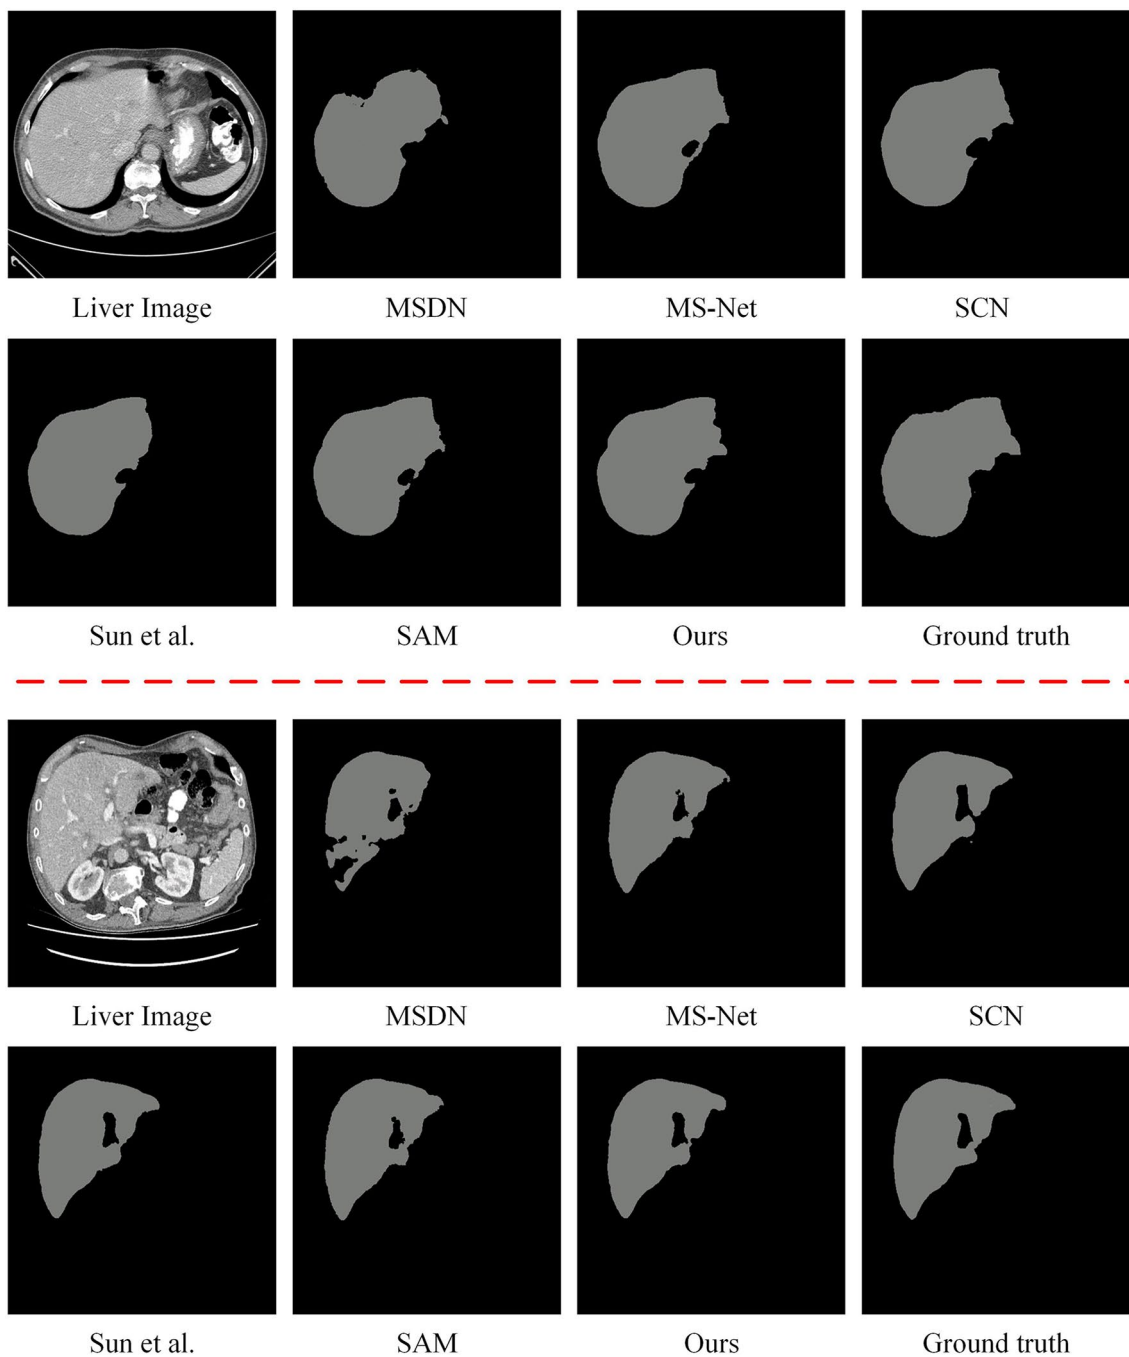 Liver Image MSDN MS-Net SCN
Sun et al. SAM Ours Ground truth
Liver Image MSDN MS-Net SCN
Sun et al. SAM Ours Ground truth